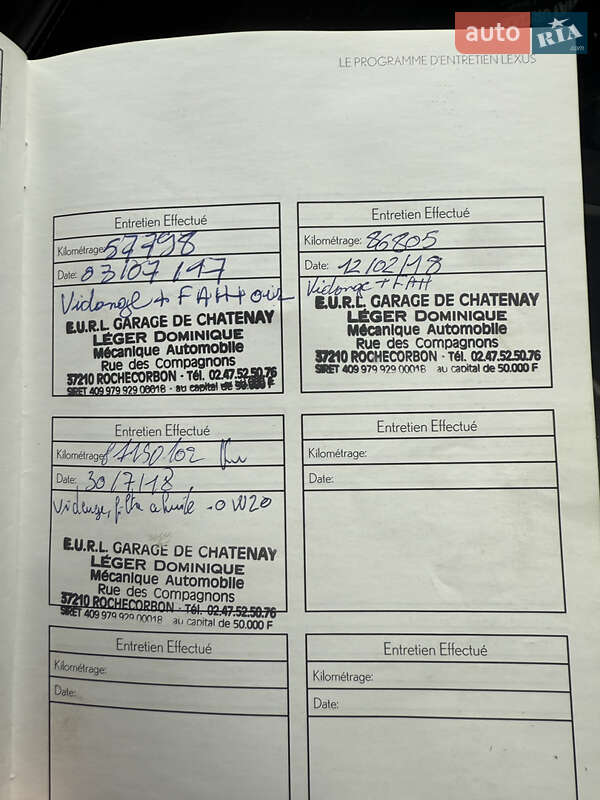 auto RIA.com
LE PROGRAMME D'ENTRETIEN LEXUS
Entretien Effectué
Kilométrage: 57798
Date: 03/07/17
Vidange + FAH + 
E.U.R.L. GARAGE DE CHATENAY
LÉGER DOMINIQUE
Mécanique Automobile
Rue des Compagnons
37210 ROCHECORBON - Tél. 02.47.52.50.76
SIRET 409 979 929 00018 - au capital de 50.000 F
Entretien Effectué
Kilométrage: 86805
Date: 12/02/18
Vidange + FAH
E.U.R.L. GARAGE DE CHATENAY
LÉGER DOMINIQUE
Mécanique Automobile
Rue des Compagnons
37210 ROCHECORBON - Tél. 02.47.52.50.76
SIRET 409 979 929 00018 au capital de 50.000 F
Entretien Effectué
Kilométrage:
Date: 30/7/18
Vidange, filtre a huile 0W20
E.U.R.L. GARAGE DE CHATENAY
LÉGER DOMINIQUE
Mécanique Automobile
Rue des Compagnons
37210 ROCHECORBON - Tél. 02.47.52.50.76
SIRET 409 979 929 00018 au capital de 50.000 F
Entretien Effectué
Kilométrage:
Date:
Entretien Effectué
Kilométrage:
Date:
Entretien Effectué
Kilométrage:
Date: